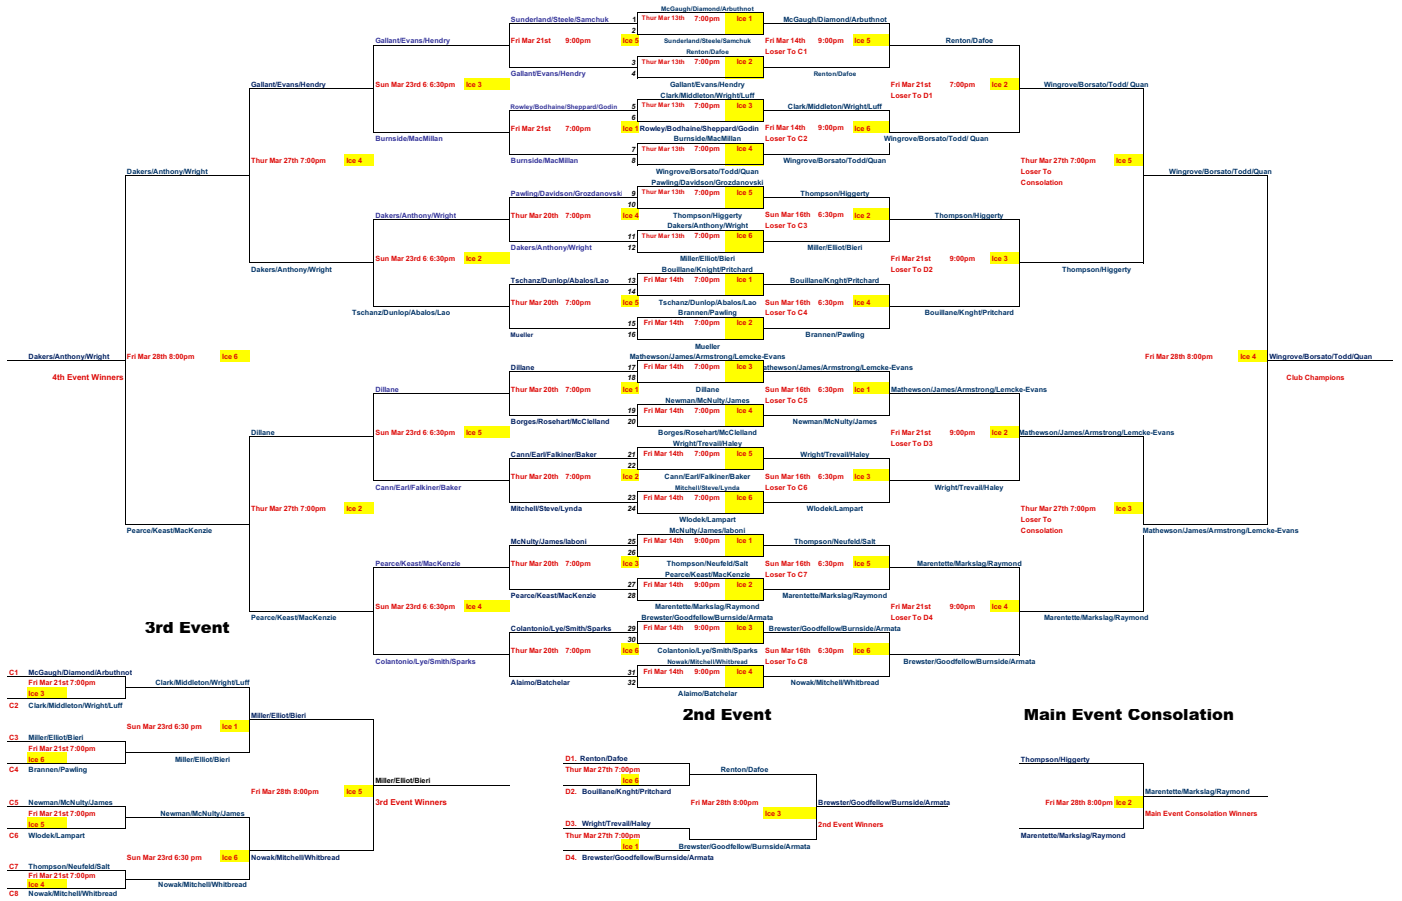 McGaugh/Diamond/Arbuthnot
Sunderland/Steele/Samchuk 1 Thur Mar 13th 7:00pm Ice 1 McGaugh/Diamond/Arbuthnot
2
Gallant/Evans/Hendry Fri Mar 21st 9:00pm Ice 5 Sunderland/Steele/Samchuk Fri Mar 14th 9:00pm Ice 5 Renton/Dafoe
Renton/Dafoe Loser To C1
3 Thur Mar 13th 7:00pm Ice 2
Gallant/Evans/Hendry 4 Renton/Dafoe
Gallant/Evans/Hendry Sun Mar 23rd 6 6:30pm Ice 3 Gallant/Evans/Hendry Fri Mar 21st 7:00pm Ice 2 Wingrove/Borsato/Todd/ Quan
Clark/Middleton/Wright/Luff Loser To D1
Rowley/Bodhaine/Sheppard/Godin 5 Thur Mar 13th 7:00pm Ice 3 Clark/Middleton/Wright/Luff
6
Fri Mar 21st 7:00pm Ice 1 Rowley/Bodhaine/Sheppard/Godin Fri Mar 14th 9:00pm Ice 6
Burnside/MacMillan Burnside/MacMillan Loser To C2 Wingrove/Borsato/Todd/ Quan
7 Thur Mar 13th 7:00pm Ice 4
Burnside/MacMillan 8 Wingrove/Borsato/Todd/Quan
Thur Mar 27th 7:00pm Ice 4 Thur Mar 27th 7:00pm Ice 5
Dakers/Anthony/Wright Wingrove/Borsato/Todd/Quan Loser To Wingrove/Borsato/Todd/Quan
Pawling/Davidson/Grozdanovski Consolation
Pawling/Davidson/Grozdanovski 9 Thur Mar 13th 7:00pm Ice 5 Thompson/Higgerty
10
Dakers/Anthony/Wright Thur Mar 20th 7:00pm Ice 4 Thompson/Higgerty Sun Mar 16th 6:30pm Ice 2 Thompson/Higgerty
Dakers/Anthony/Wright Loser To C3
11 Thur Mar 13th 7:00pm Ice 6
Dakers/Anthony/Wright 12 Miller/Elliot/Bieri
Sun Mar 23rd 6 6:30pm Ice 2 Miller/Elliot/Bieri Fri Mar 21st 9:00pm Ice 3
Dakers/Anthony/Wright Bouillane/Knght/Pritchard Loser To D2 Thompson/Higgerty
Tschanz/Dunlop/Abalos/Lao 13 Fri Mar 14th 7:00pm Ice 1 Bouillane/Knght/Pritchard
14
Thur Mar 20th 7:00pm Ice 5 Tschanz/Dunlop/Abalos/Lao Sun Mar 16th 6:30pm Ice 4
Tschanz/Dunlop/Abalos/Lao Brannen/Pawling Loser To C4 Bouillane/Knght/Pritchard
15 Fri Mar 14th 7:00pm Ice 2
Mueller 16 Brannen/Pawling
Mueller
Dakers/Anthony/Wright Fri Mar 28th 8:00pm Ice 6 Mathewson/James/Armstrong/Lemcke-Evans Fri Mar 28th 8:00pm Ice 4 Wingrove/Borsato/Todd/Quan
Dillane 17 Fri Mar 14th 7:00pm Ice 3 athewson/James/Armstrong/Lemcke-Evans
4th Event Winners 18 Club Champions
Dillane Thur Mar 20th 7:00pm Ice 1 Dillane Sun Mar 16th 6:30pm Ice 1 Mathewson/James/Armstrong/Lemcke-Evans
Newman/McNulty/James Loser To C5
19 Fri Mar 14th 7:00pm Ice 4
Borges/Rosehart/McClelland 20 Newman/McNulty/James
Dillane Sun Mar 23rd 6 6:30pm Ice 5 Borges/Rosehart/McClelland Fri Mar 21st 9:00pm Ice 2 Mathewson/James/Armstrong/Lemcke-Evans
Wright/Trevail/Haley Loser To D3
Cann/Earl/Falkiner/Baker 21 Fri Mar 14th 7:00pm Ice 5 Wright/Trevail/Haley
22
Thur Mar 20th 7:00pm Ice 2 Cann/Earl/Falkiner/Baker Sun Mar 16th 6:30pm Ice 3
Cann/Earl/Falkiner/Baker Mitchell/Steve/Lynda Loser To C6 Wright/Trevail/Haley
23 Fri Mar 14th 7:00pm Ice 6
Mitchell/Steve/Lynda 24 Wlodek/Lampart
Thur Mar 27th 7:00pm Ice 2 Wlodek/Lampart Thur Mar 27th 7:00pm Ice 3
Pearce/Keast/MacKenzie McNulty/James/Iaboni Loser To Mathewson/James/Armstrong/Lemcke-Evans
Consolation
McNulty/James/Iaboni 25 Fri Mar 14th 9:00pm Ice 1 Thompson/Neufeld/Salt
26
Pearce/Keast/MacKenzie Thur Mar 20th 7:00pm Ice 3 Thompson/Neufeld/Salt Sun Mar 16th 6:30pm Ice 5 Marentette/Markslag/Raymond
Pearce/Keast/MacKenzie Loser To C7
27 Fri Mar 14th 9:00pm Ice 2
Pearce/Keast/MacKenzie 28 Marentette/Markslag/Raymond
Sun Mar 23rd 6 6:30pm Ice 4 Marentette/Markslag/Raymond Fri Mar 21st 9:00pm Ice 4
Pearce/Keast/MacKenzie Brewster/Goodfellow/Burnside/Armata Loser To D4 Marentette/Markslag/Raymond
3rd Event
Colantonio/Lye/Smith/Sparks 29 Fri Mar 14th 9:00pm Ice 3 Brewster/Goodfellow/Burnside/Armata
30
Thur Mar 20th 7:00pm Ice 6 Colantonio/Lye/Smith/Sparks Sun Mar 16th 6:30pm Ice 6
Colantonio/Lye/Smith/Sparks Nowak/Mitchell/Whitbread Loser To C8 Brewster/Goodfellow/Burnside/Armata
31 Fri Mar 14th 9:00pm Ice 4
Alaimo/Batchelar 32 Nowak/Mitchell/Whitbread
Alaimo/Batchelar
C1 McGaugh/Diamond/Arbuthnot
Fri Mar 21st 7:00pm Clark/Middleton/Wright/Luff
Ice 3
C2 Clark/Middleton/Wright/Luff
Sun Mar 23rd 6:30 pm Ice 1 Miller/Elliot/Bieri
C3 Miller/Elliot/Bieri
Fri Mar 21st 7:00pm
Ice 6 Miller/Elliot/Bieri
C4 Brannen/Pawling
Miller/Elliot/Bieri
Fri Mar 28th 8:00pm Ice 5
3rd Event Winners
C5 Newman/McNulty/James
Fri Mar 21st 7:00pm Newman/McNulty/James
Ice 5
C6 Wlodek/Lampart
Sun Mar 23rd 6:30 pm Ice 6 Nowak/Mitchell/Whitbread
C7 Thompson/Neufeld/Salt
Fri Mar 21st 7:00pm
Ice 4 Nowak/Mitchell/Whitbread
C8 Nowak/Mitchell/Whitbread
2nd Event
D1. Renton/Dafoe
Thur Mar 27th 7:00pm Renton/Dafoe
Ice 6
D2. Bouillane/Knght/Pritchard
Fri Mar 28th 8:00pm Brewster/Goodfellow/Burnside/Armata
Ice 3
D3. Wright/Trevail/Haley 2nd Event Winners
Thur Mar 27th 7:00pm
Ice 1 Brewster/Goodfellow/Burnside/Armata
D4. Brewster/Goodfellow/Burnside/Armata
Main Event Consolation
Thompson/Higgerty
Marentette/Markslag/Raymond
Fri Mar 28th 8:00pm Ice 2
Main Event Consolation Winners
Marentette/Markslag/Raymond